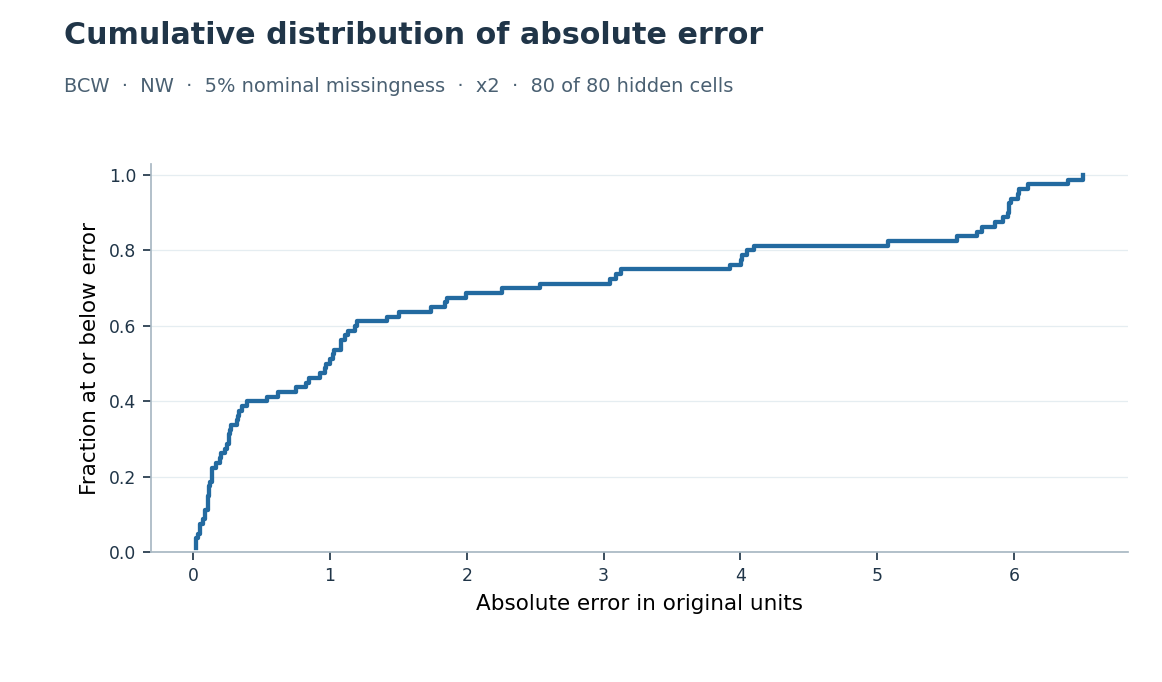 Cumulative distribution of absolute error
BCW · NW · 5% nominal missingness · x2 · 80 of 80 hidden cells
1.0
0.8
0.6
0.4
0.2
0.0
Fraction at or below error
0 1 2 3 4 5 6
Absolute error in original units